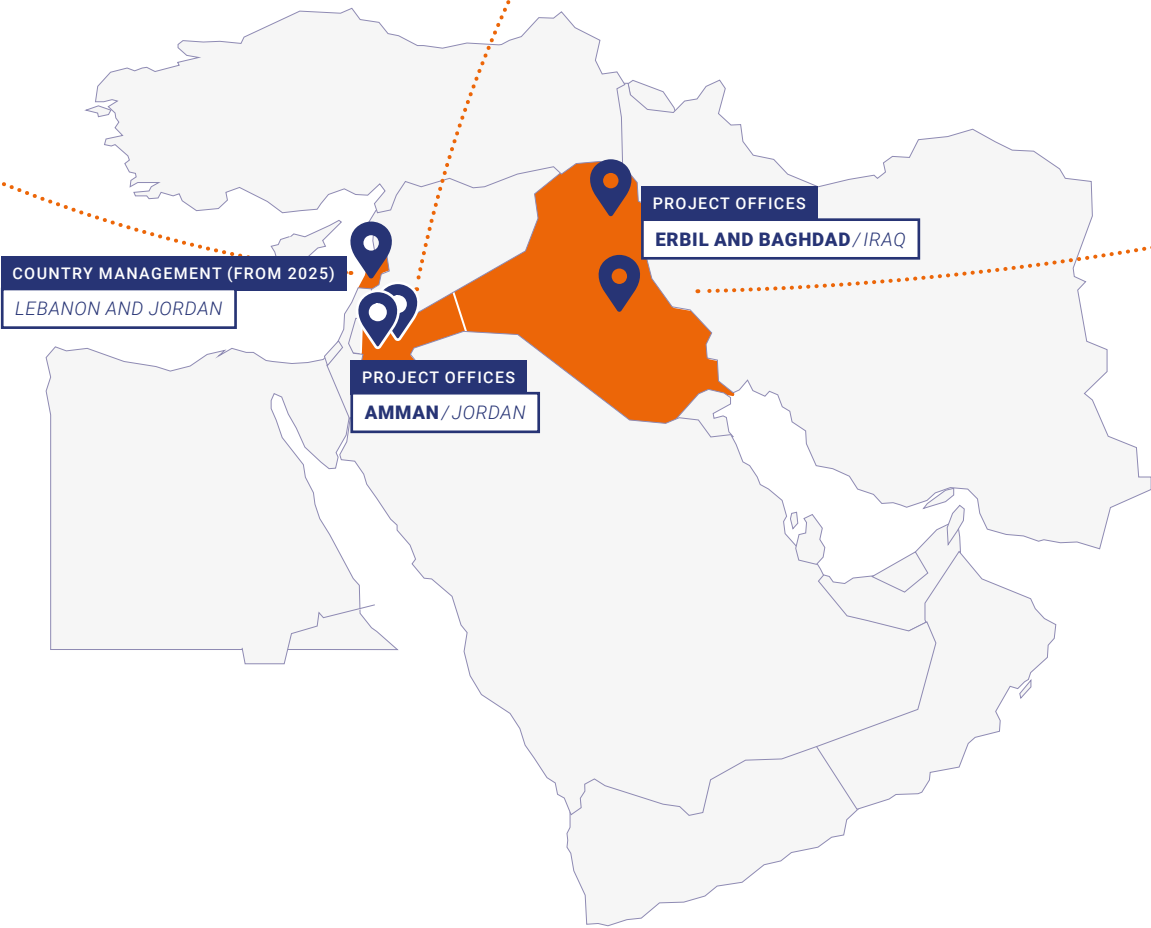 PROJECT OFFICES
ERBIL AND BAGHDAD/IRAQ
COUNTRY MANAGEMENT (FROM 2025)
LEBANON AND JORDAN
PROJECT OFFICES
AMMAN/JORDAN